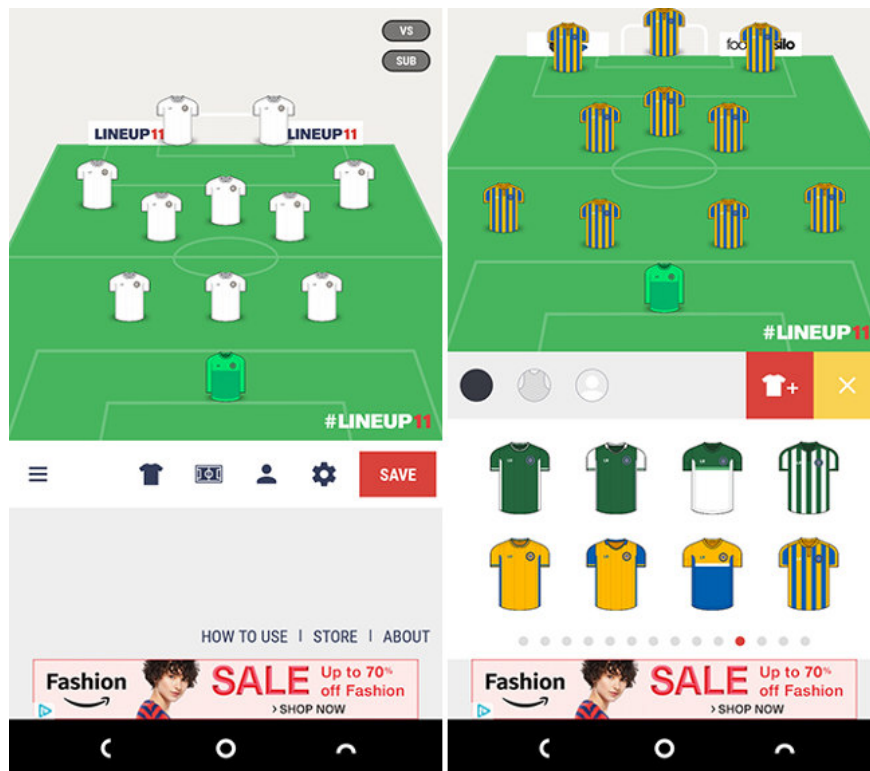 VS
SUB
LINEUP11
LINEUP11
#LINEUP11
SAVE
HOW TO USE | STORE | ABOUT
Fashion
SALE
Up to 70%
off Fashion
› SHOP NOW
silo
#LINEUP11
Fashion
SALE
Up to 70%
off Fashion
› SHOP NOW